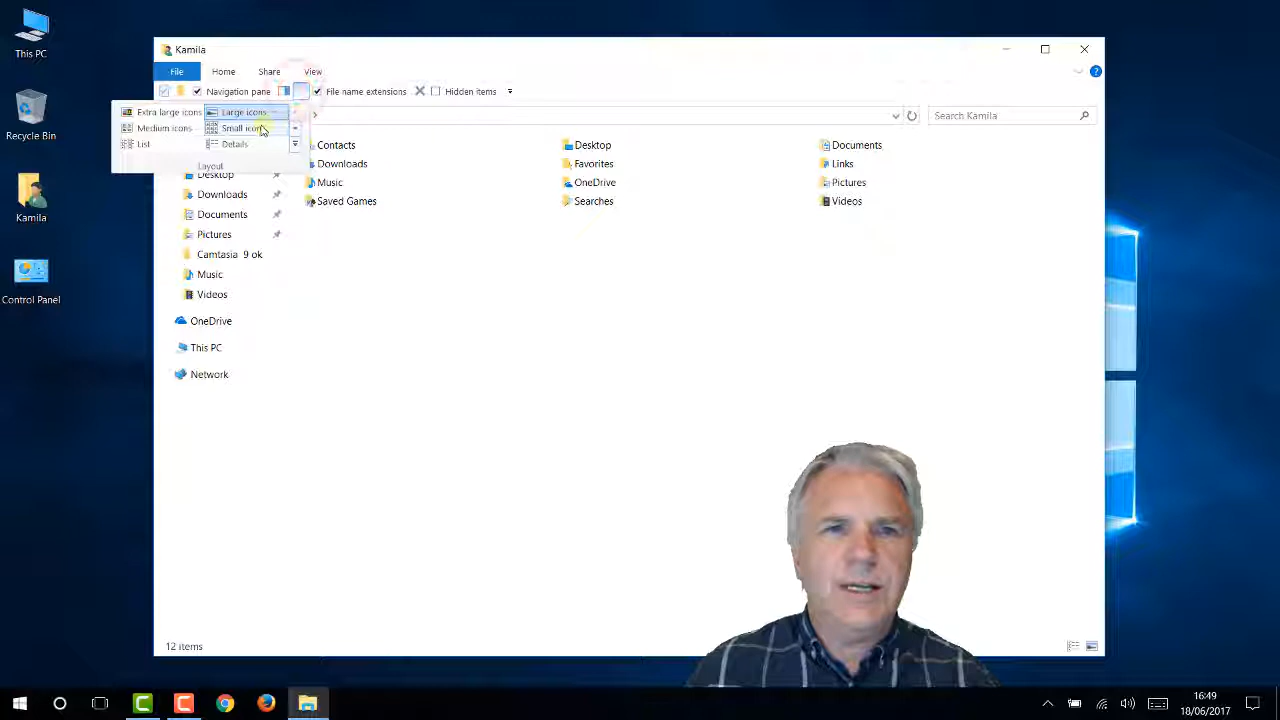 This PC
Recycle Bin
Kamila
Control Panel
Kamila
File Home Share View
Navigation pane File name extensions Hidden items
Extra large icons Large icons
Medium icons Small icons
List Details
Layout
Search Kamila
Desktop
Downloads
Documents
Pictures
Camtasia 9 ok
Music
Videos
OneDrive
This PC
Network
Contacts Desktop Documents
Downloads Favorites Links
Music OneDrive Pictures
Saved Games Searches Videos
12 items
16:49
18/06/2017